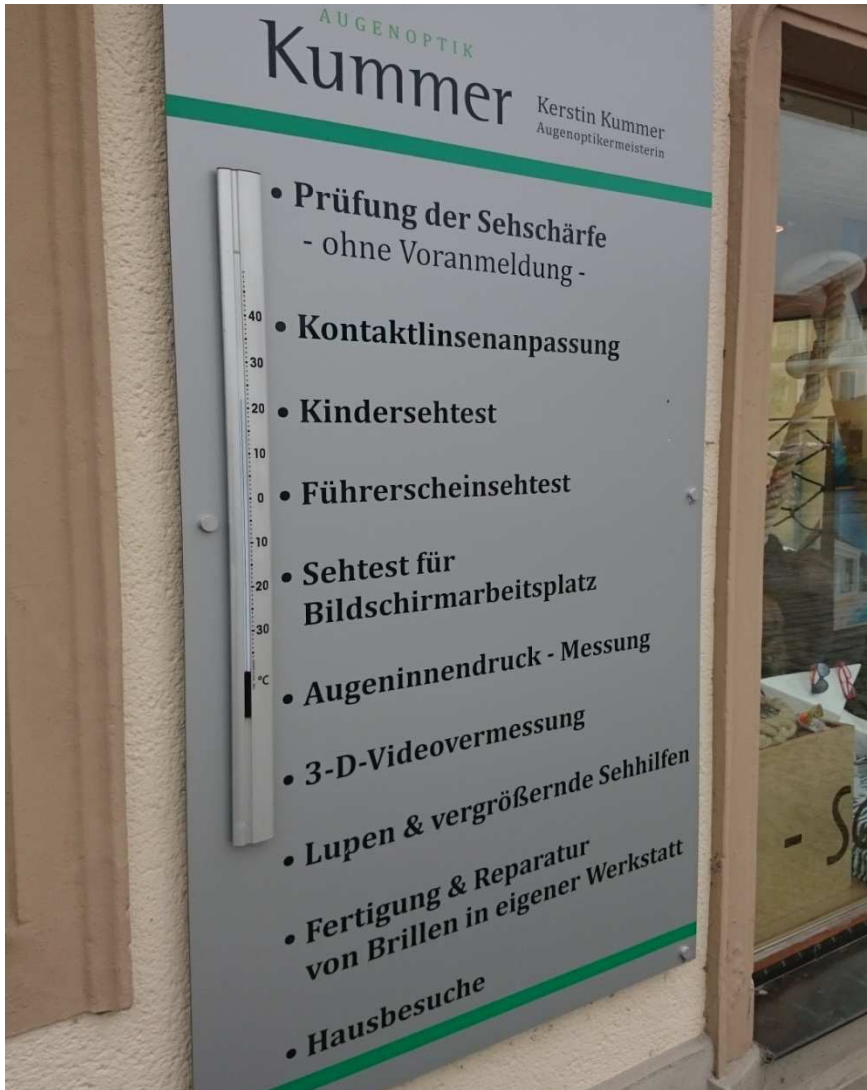 AUGENOPTIK
Kummer
Kerstin Kummer
Augenoptikermeisterin
• Prüfung der Sehschärfe
- ohne Voranmeldung -
• Kontaktlinsenanpassung
• Kindersehtest
• Führerscheinsehtest
• Sehtest für
Bildschirmarbeitsplatz
• Augeninnendruck - Messung
• 3-D-Videovermessung
• Lupen & vergrößernde Sehhilfen
• Fertigung & Reparatur
von Brillen in eigener Werkstatt
• Hausbesuche
40
30
20
10
0
10
20
30
°C